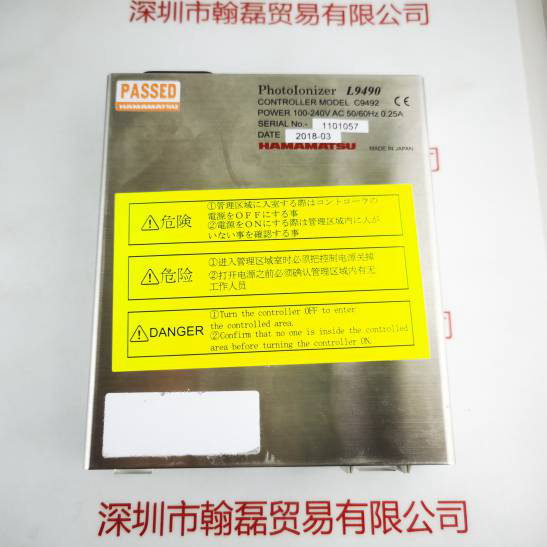 深圳市翰磊贸易有限公司
PASSED
HAMAMATSU
PhotoIonizer L9490
CONTROLLER MODEL C9492 CE
POWER 100-240V AC 50/60Hz 0.25A
SERIAL No.- 1101057
DATE 2018-03
HAMAMATSU MADE IN JAPAN
⚠危険
①管理区域に入室する際はコントローラの
電源をOFFにする事
②電源をONにする際は管理区域内に人が
いない事を確認する事
⚠危险
①进入管理区域室时必须把控制电源关掉
②打开电源之前必须确认管理区域内有无
工作人员
⚠DANGER
①Turn the controller OFF to enter
the controlled area.
②Confirm that no one is inside the controlled
area before turning the controller ON.
深圳市翰磊贸易有限公司